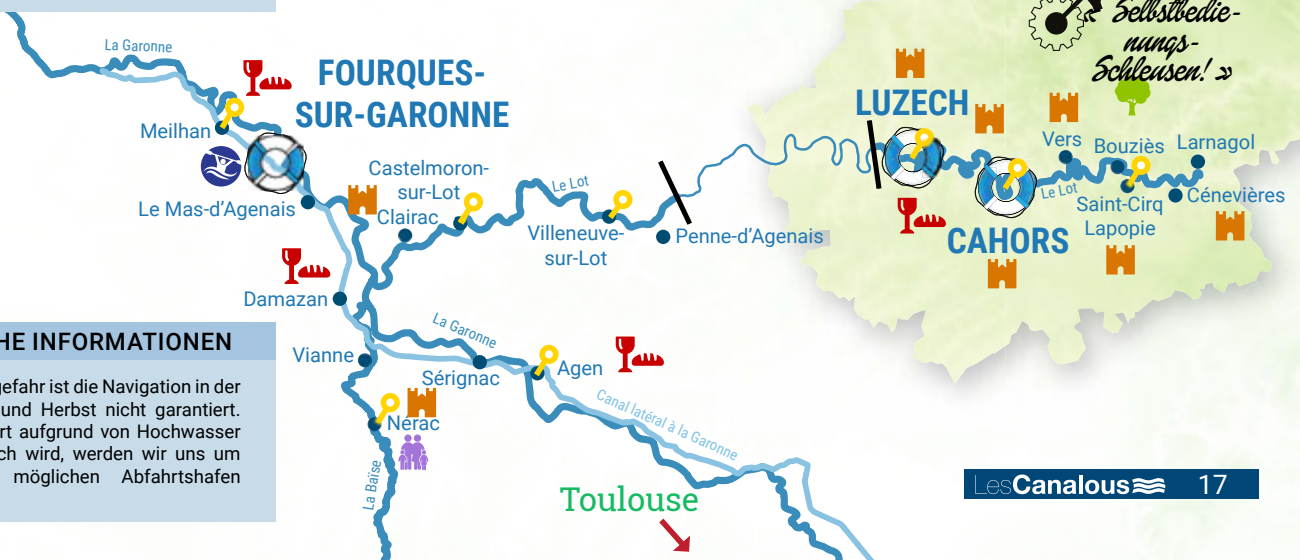 Selbstbedie-
nungs-
Schleusen! »
La Garonne
FOURQUES-
SUR-GARONNE
Meilhan
Le Mas-d'Agenais
Castelmoron-
sur-Lot
Clairac
Le Lot
Villeneuve-
sur-Lot
Penne-d'Agenais
LUZECH
CAHORS
Vers
Bouziès
Larnagol
Le Lot
Saint-Cirq
Lapopie
Cénevières
Damazan
Vianne
La Garonne
Sérignac
Agen
Canal latéral à la Garonne
Nérac
La Baïse
Toulouse
HE INFORMATIONEN
gefahr ist die Navigation in der
und Herbst nicht garantiert.
rt aufgrund von Hochwasser
ch wird, werden wir uns um
möglichen Abfahrtshafen
LesCanalous 17